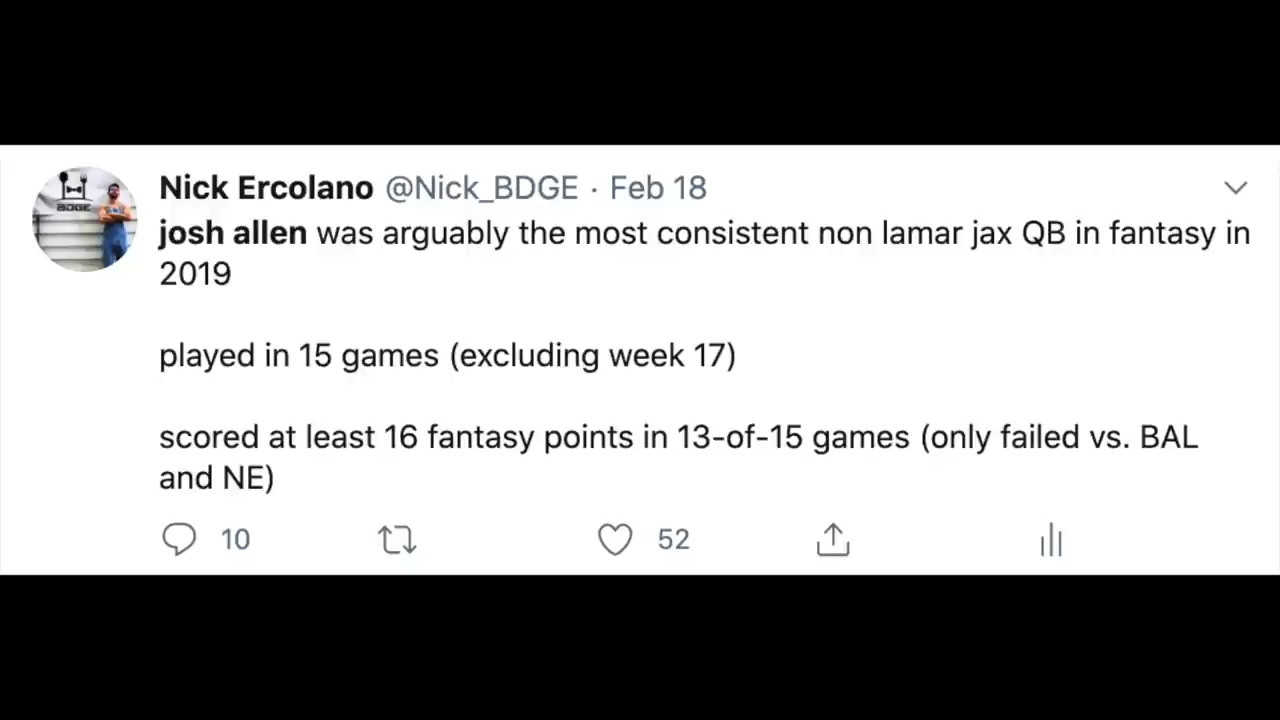 BDGE
Nick Ercolano @Nick_BDGE · Feb 18
josh allen was arguably the most consistent non lamar jax QB in fantasy in
2019
played in 15 games (excluding week 17)
scored at least 16 fantasy points in 13-of-15 games (only failed vs. BAL
and NE)
10
52